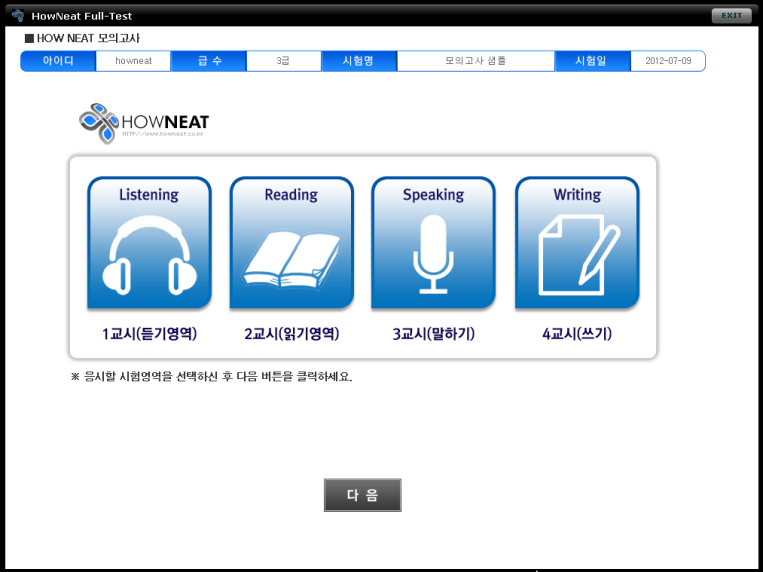 HowNeat Full-Test
EXIT
HOW NEAT 모의고사
아이디 howneat 급 수 3급 시험명 모의고사 샘플 시험일 2012-07-09
HOWNEAT
HTTP://www.howneat.co.kr
Listening Reading Speaking Writing
1교시(듣기영역) 2교시(읽기영역) 3교시(말하기) 4교시(쓰기)
※ 응시할 시험영역을 선택하신 후 다음 버튼을 클릭하세요.
다 음